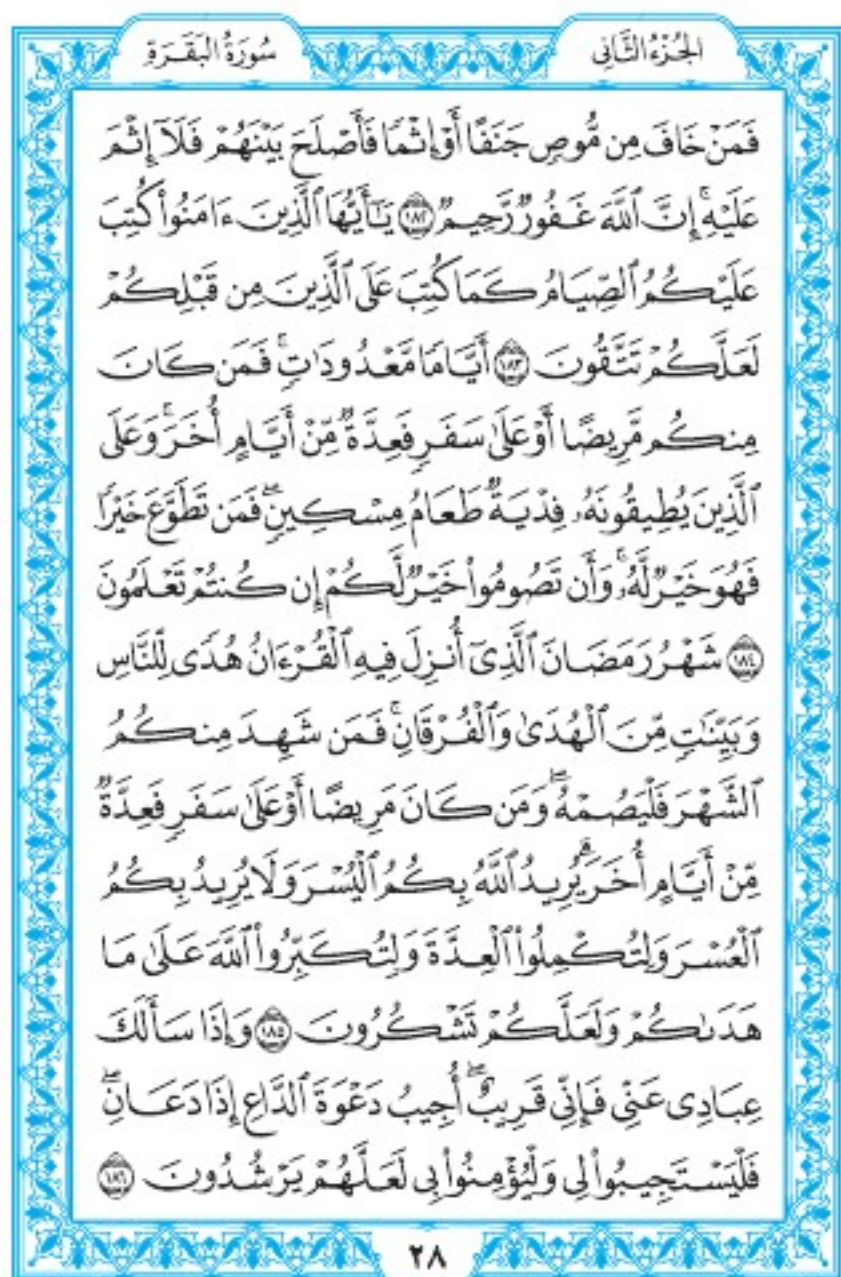 الجُزْءُ الثَّانِي
سُورَةُ البَقَرَةِ
فَمَنْ خَافَ مِن مُّوصٍ جَنَفًا أَوْ إِثْمًا فَأَصْلَحَ بَيْنَهُمْ فَلَآ إِثْمَ
عَلَيْهِ ۚ إِنَّ ٱللَّهَ غَفُورٌ رَّحِيمٌ ١٨٢ يَـٰٓأَيُّهَا ٱلَّذِينَ ءَامَنُوا۟ كُتِبَ
عَلَيْكُمُ ٱلصِّيَامُ كَمَا كُتِبَ عَلَى ٱلَّذِينَ مِن قَبْلِكُمْ
لَعَلَّكُمْ تَتَّقُونَ ١٨٣ أَيَّامًا مَّعْدُودَٰتٍ ۚ فَمَن كَانَ
مِنكُم مَّرِيضًا أَوْ عَلَىٰ سَفَرٍ فَعِدَّةٌ مِّنْ أَيَّامٍ أُخَرَ ۚ وَعَلَى
ٱلَّذِينَ يُطِيقُونَهُۥ فِدْيَةٌ طَعَامُ مِسْكِينٍ ۖ فَمَن تَطَوَّعَ خَيْرًا
فَهُوَ خَيْرٌ لَّهُۥ ۚ وَأَن تَصُومُوا۟ خَيْرٌ لَّكُمْ إِن كُنتُمْ تَعْلَمُونَ
١٨٤ شَهْرُ رَمَضَانَ ٱلَّذِىٓ أُنزِلَ فِيهِ ٱلْقُرْءَانُ هُدًى لِّلنَّاسِ
وَبَيِّنَـٰتٍ مِّنَ ٱلْهُدَىٰ وَٱلْفُرْقَانِ ۚ فَمَن شَهِدَ مِنكُمُ
ٱلشَّهْرَ فَلْيَصُمْهُ ۖ وَمَن كَانَ مَرِيضًا أَوْ عَلَىٰ سَفَرٍ فَعِدَّةٌ
مِّنْ أَيَّامٍ أُخَرَ ۗ يُرِيدُ ٱللَّهُ بِكُمُ ٱلْيُسْرَ وَلَا يُرِيدُ بِكُمُ
ٱلْعُسْرَ وَلِتُكْمِلُوا۟ ٱلْعِدَّةَ وَلِتُكَبِّرُوا۟ ٱللَّهَ عَلَىٰ مَا
هَدَىٰكُمْ وَلَعَلَّكُمْ تَشْكُرُونَ ١٨٥ وَإِذَا سَأَلَكَ
عِبَادِى عَنِّى فَإِنِّى قَرِيبٌ ۖ أُجِيبُ دَعْوَةَ ٱلدَّاعِ إِذَا دَعَانِ ۖ
فَلْيَسْتَجِيبُوا۟ لِى وَلْيُؤْمِنُوا۟ بِى لَعَلَّهُمْ يَرْشُدُونَ ١٨٦
٢٨